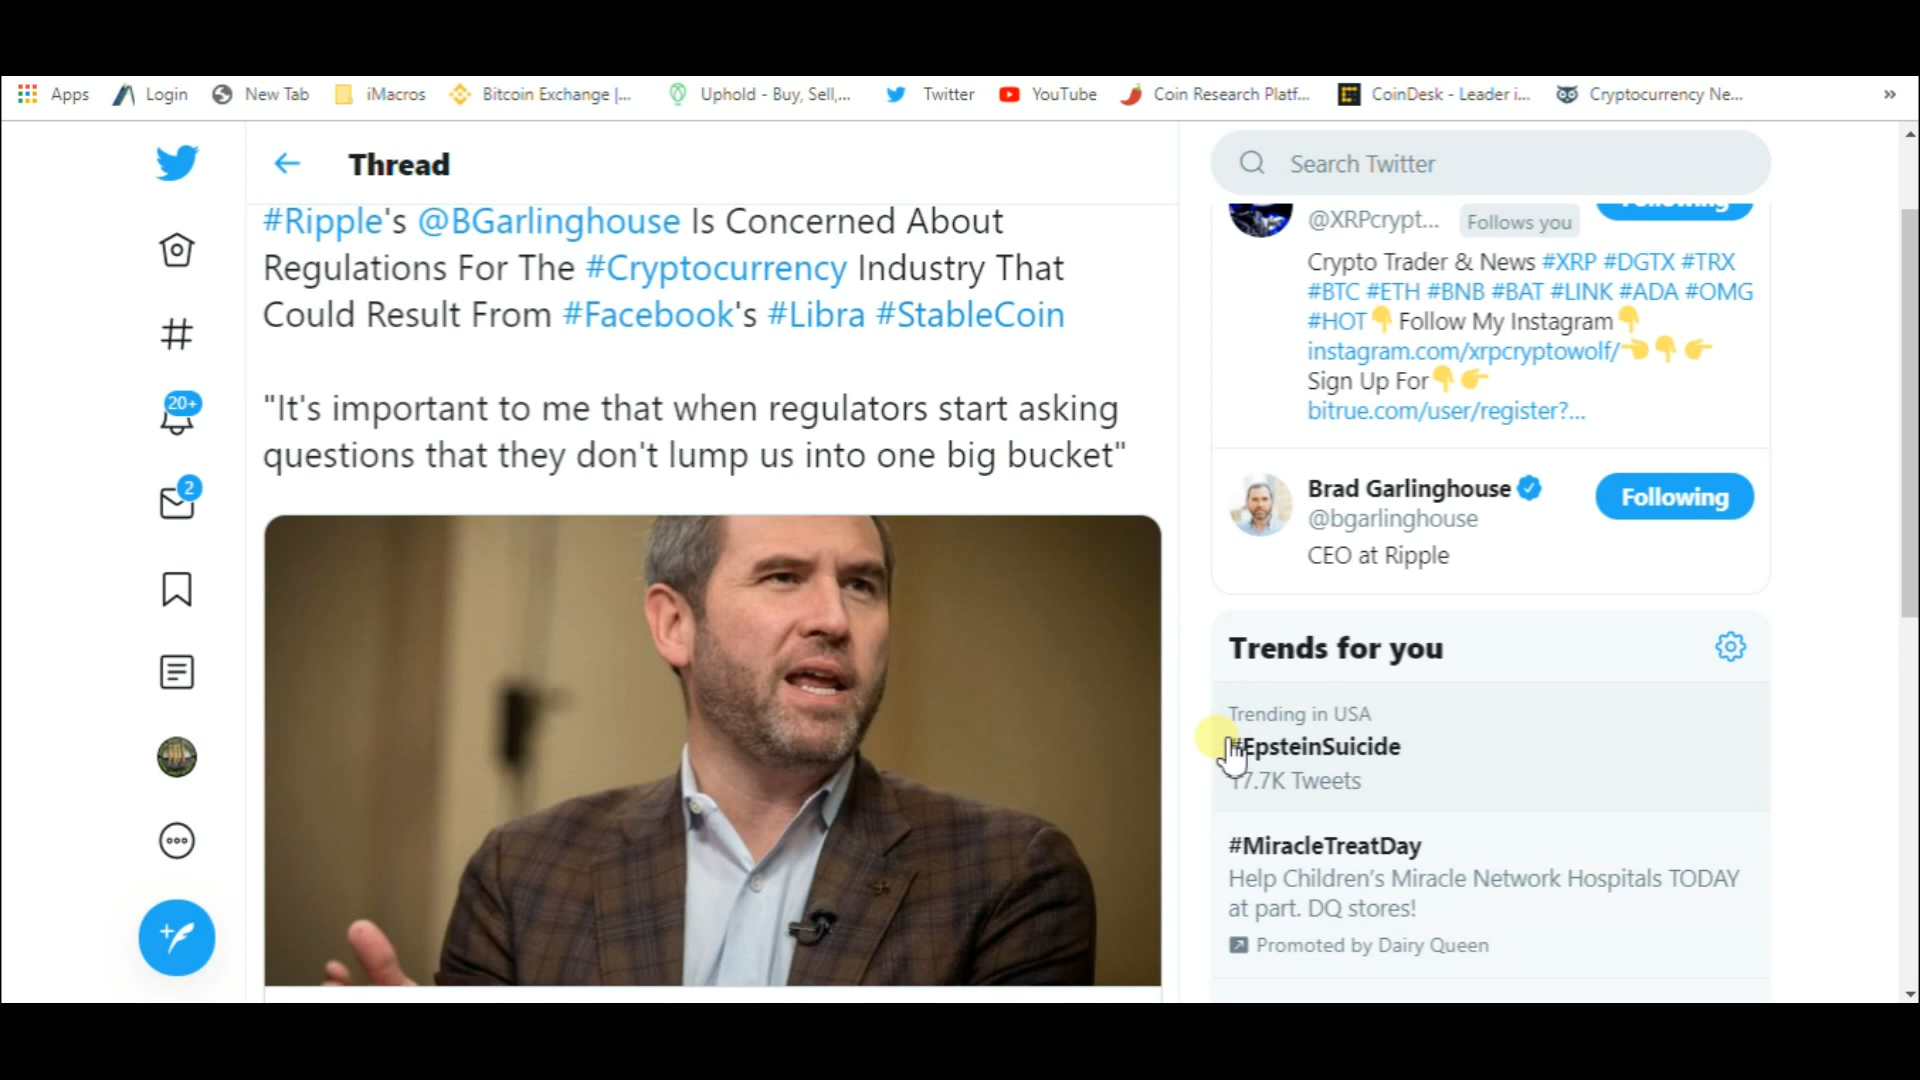 Apps Login New Tab iMacros Bitcoin Exchange |... Uphold - Buy, Sell,... Twitter YouTube Coin Research Platf... CoinDesk - Leader i... Cryptocurrency Ne... »
Thread
#Ripple's @BGarlinghouse Is Concerned About
Regulations For The #Cryptocurrency Industry That
Could Result From #Facebook's #Libra #StableCoin
"It's important to me that when regulators start asking
questions that they don't lump us into one big bucket"
20+
2
Search Twitter
@XRPcrypt... Follows you
Following
Crypto Trader & News #XRP #DGTX #TRX
#BTC #ETH #BNB #BAT #LINK #ADA #OMG
#HOT👇 Follow My Instagram👇
instagram.com/xrpcryptowolf/👈👇👉
Sign Up For👇👉
bitrue.com/user/register?...
Brad Garlinghouse
Following
@bgarlinghouse
CEO at Ripple
Trends for you
Trending in USA
#EpsteinSuicide
17.7K Tweets
#MiracleTreatDay
Help Children's Miracle Network Hospitals TODAY
at part. DQ stores!
Promoted by Dairy Queen